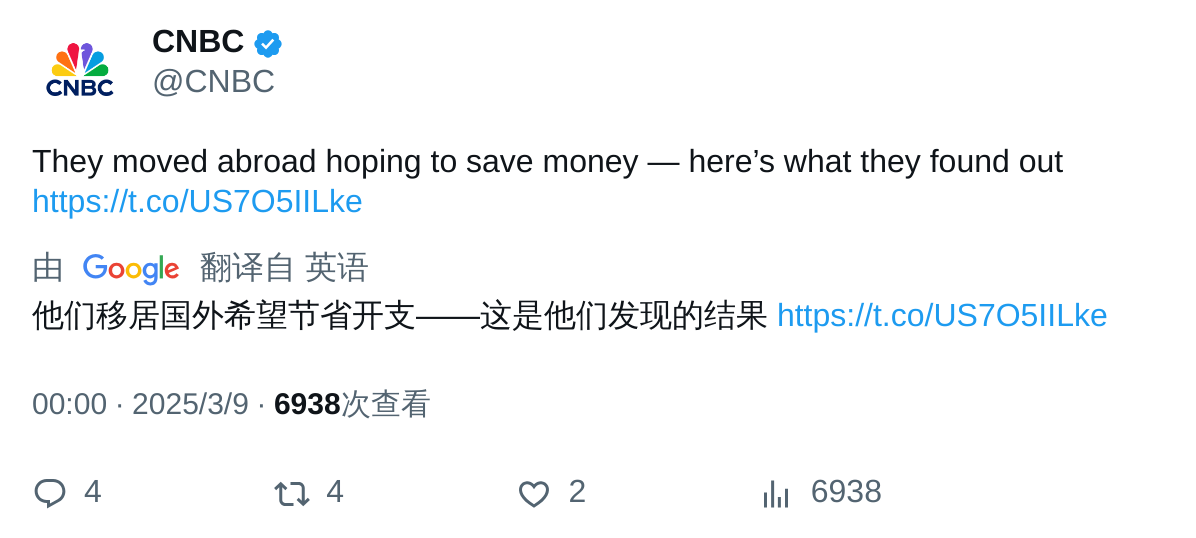 CNBC
CNBC
@CNBC
They moved abroad hoping to save money — here’s what they found out
https://t.co/US7O5IILke
由 Google 翻译自 英语
他们移居国外希望节省开支——这是他们发现的结果 https://t.co/US7O5IILke
00:00 · 2025/3/9 · 6938次查看
4 4 2 6938